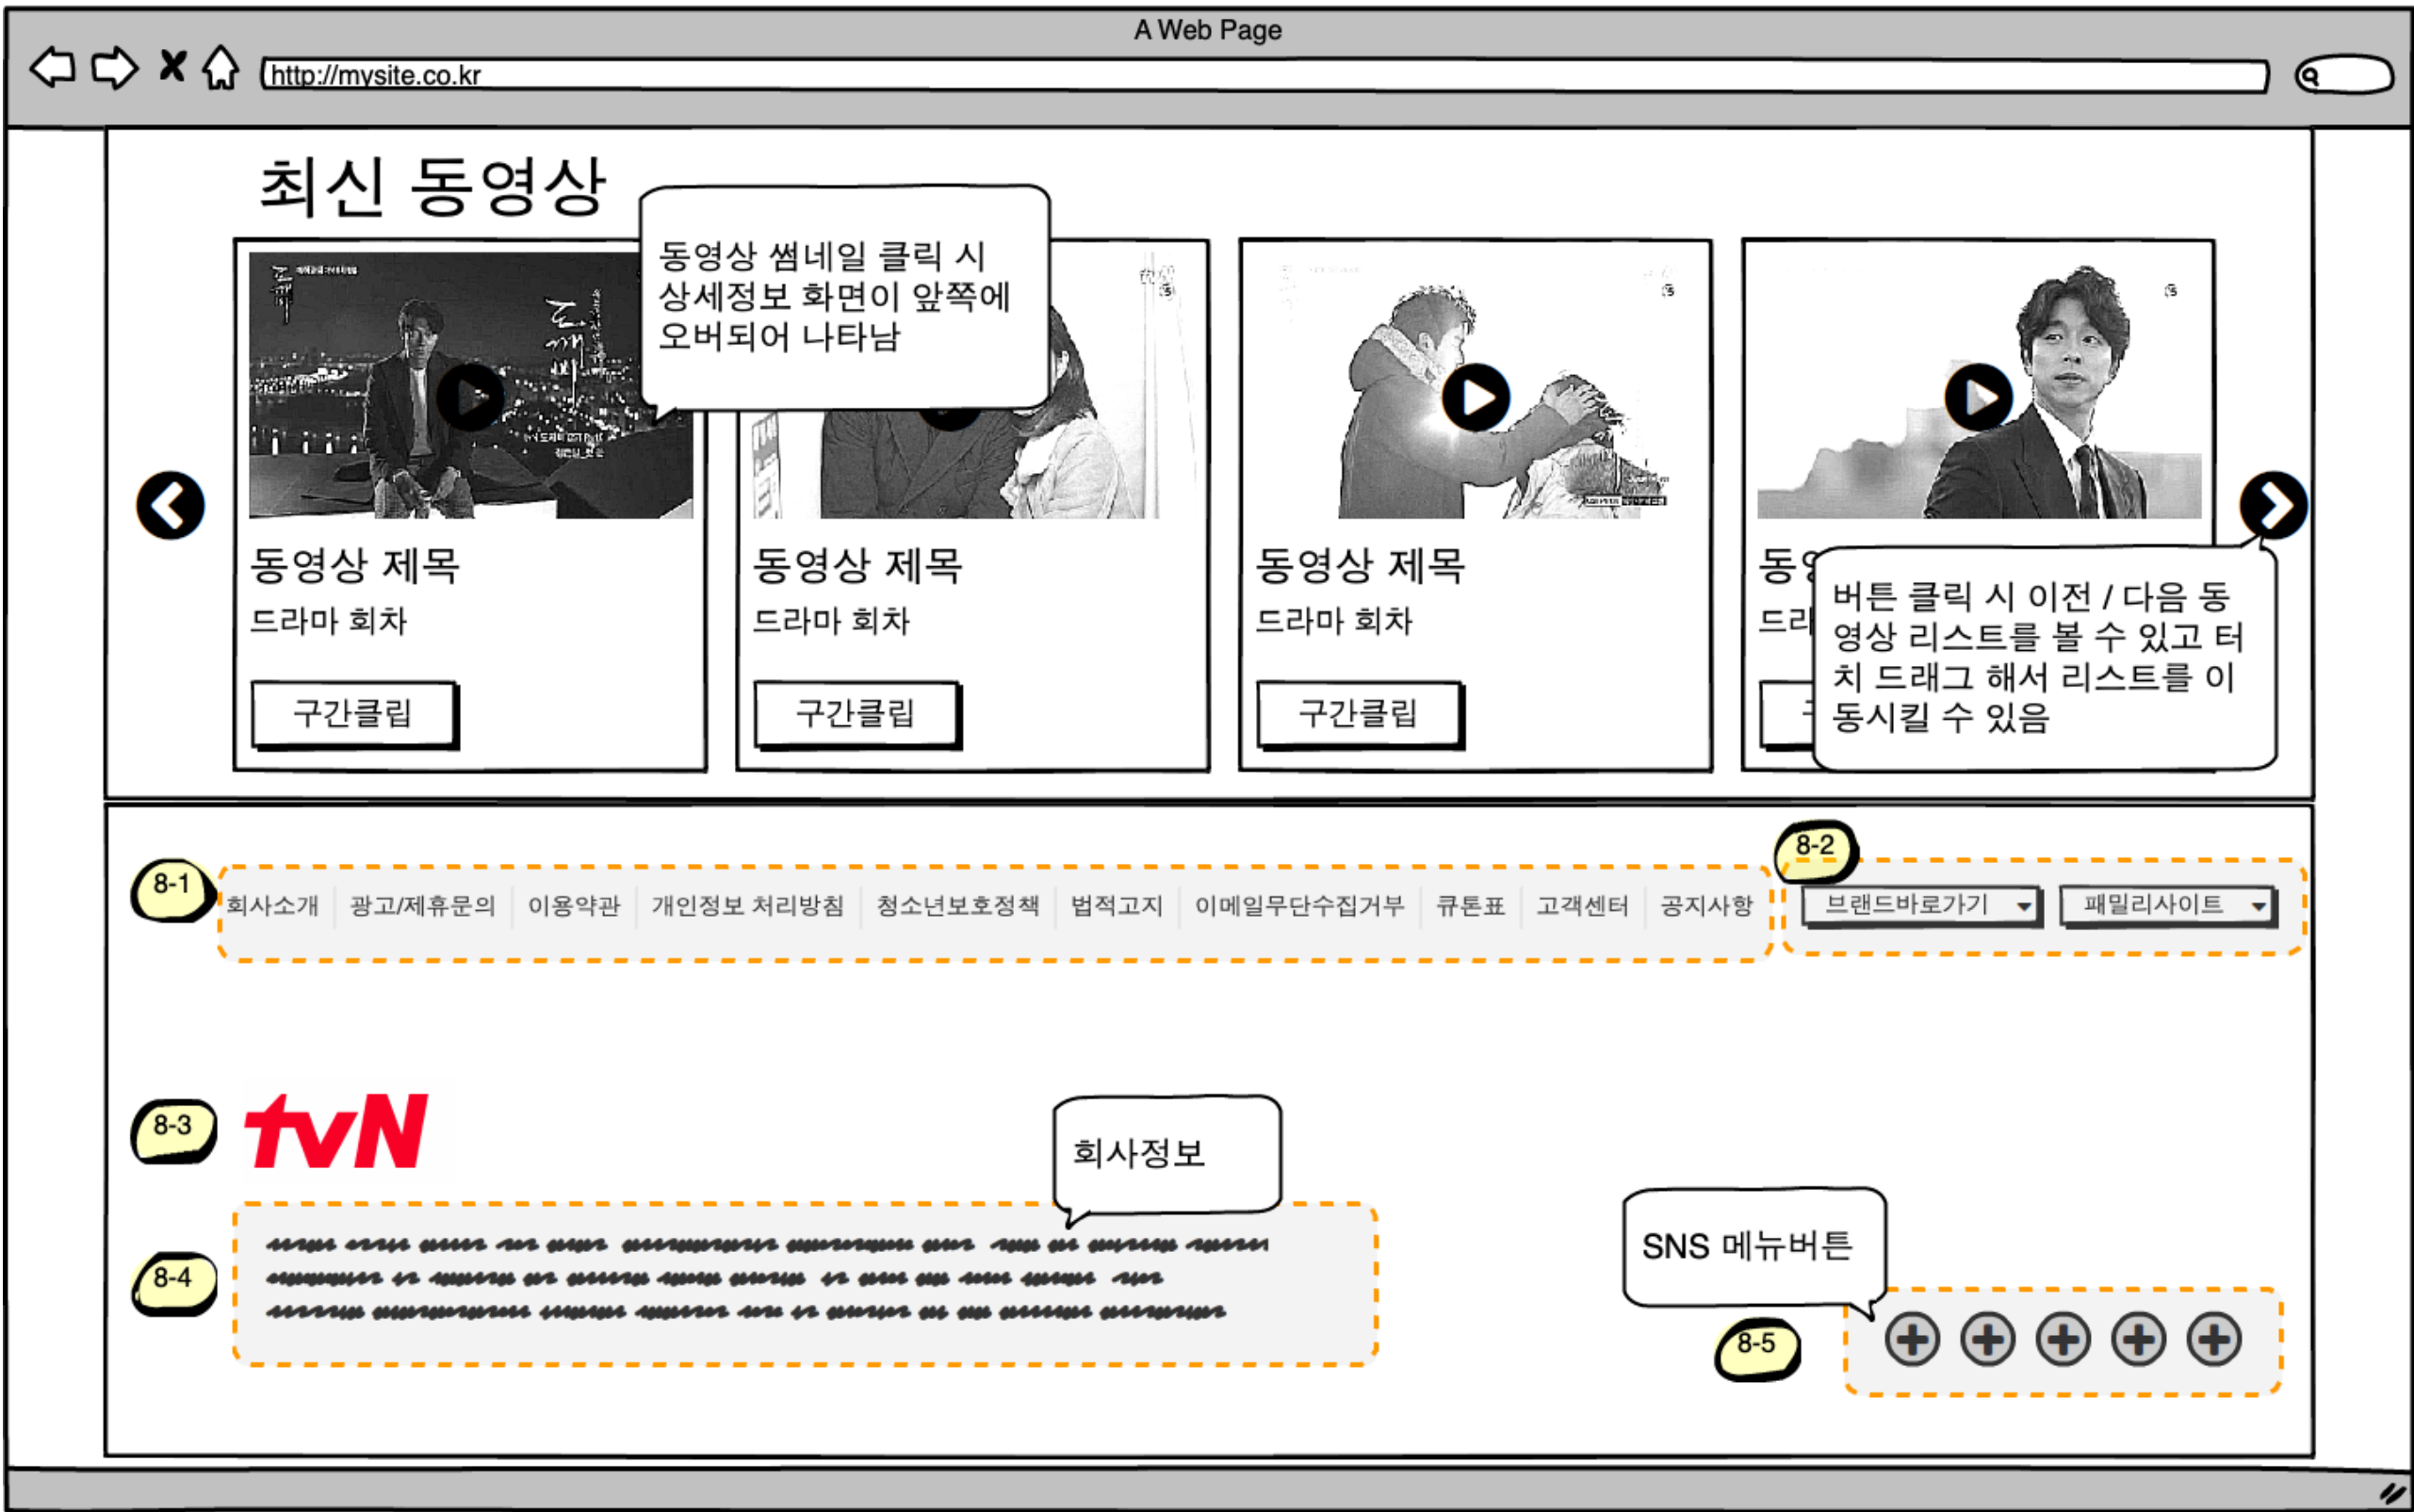 A Web Page
http://mysite.co.kr
최신 동영상
동영상 썸네일 클릭 시
상세정보 화면이 앞쪽에
오버되어 나타남
도깨비
동영상 제목
드라마 회차
구간클립
동영상 제목
드라마 회차
구간클립
동영상 제목
드라마 회차
구간클립
버튼 클릭 시 이전 / 다음 동
영상 리스트를 볼 수 있고 터
치 드래그 해서 리스트를 이
동시킬 수 있음
8-1
회사소개 광고/제휴문의 이용약관 개인정보 처리방침 청소년보호정책 법적고지 이메일무단수집거부 큐톤표 고객센터 공지사항
8-2
브랜드바로가기 패밀리사이트
8-3
tvN
회사정보
8-4
SNS 메뉴버튼
8-5